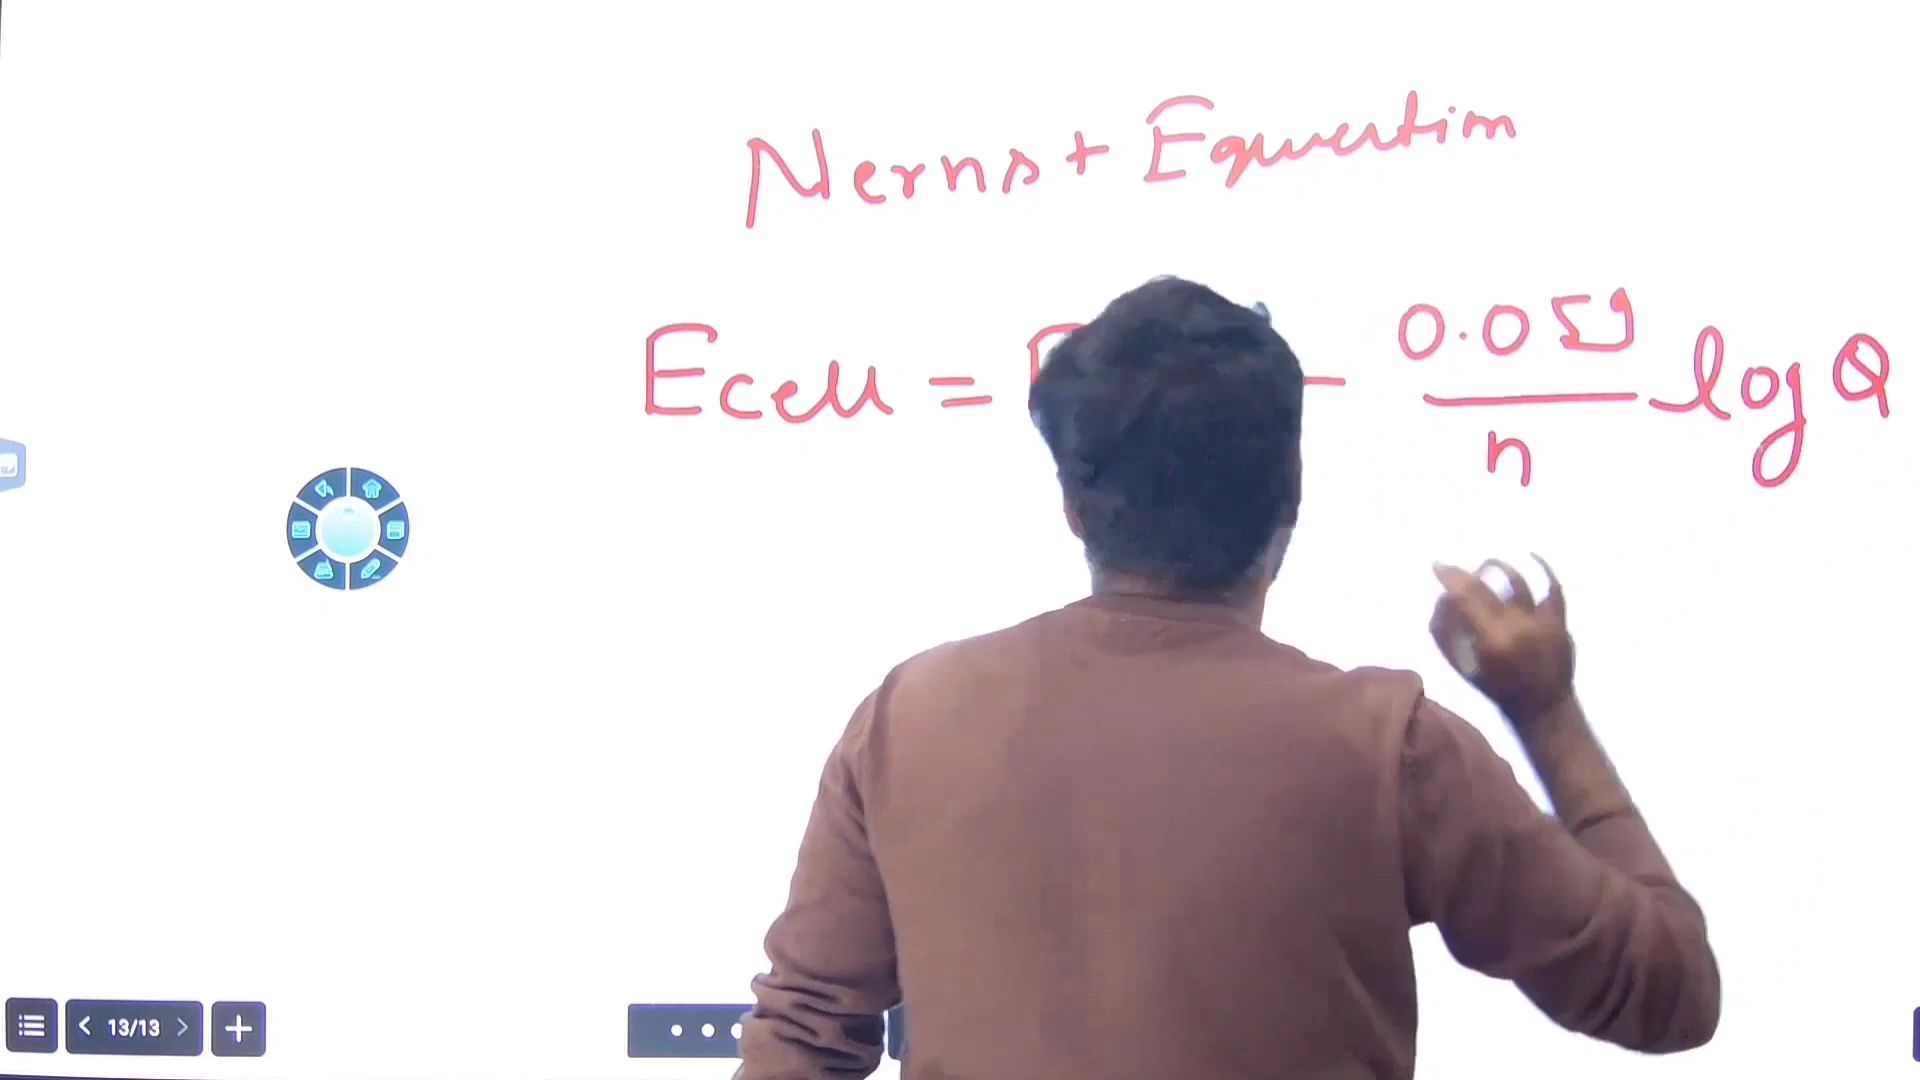 Nernst Equation
Ecell = - 0.059 / n log Q
13/13